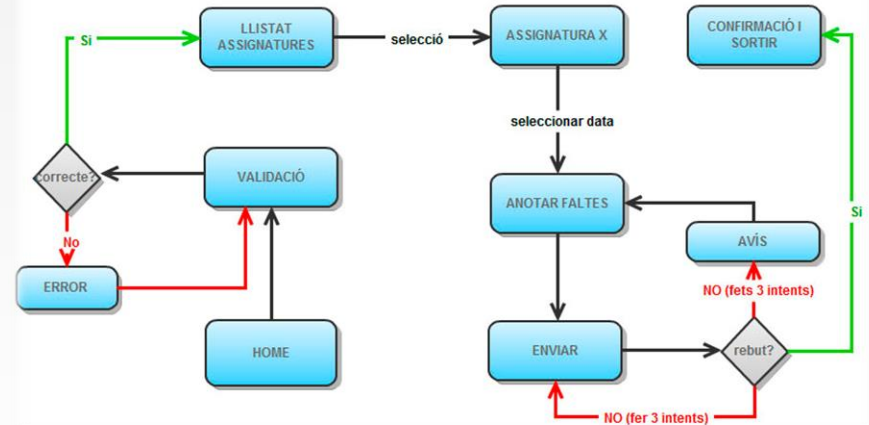 LLISTAT
ASSIGNATURES
Si
selecció
ASSIGNATURA X
CONFIRMACIÓ I
SORTIR
seleccionar data
correcte?
VALIDACIÓ
ANOTAR FALTES
Si
No
AVÍS
ERROR
NO (fets 3 intents)
HOME
ENVIAR
rebut?
NO (fer 3 intents)